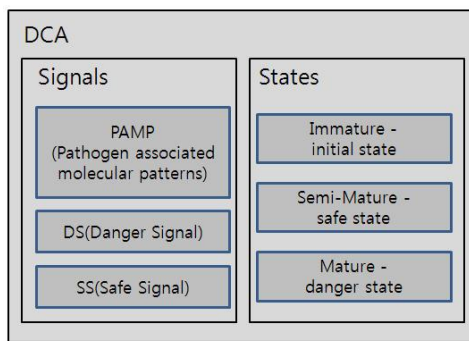 DCA
Signals
PAMP
(Pathogen associated
molecular patterns)
DS(Danger Signal)
SS(Safe Signal)
States
Immature -
initial state
Semi-Mature -
safe state
Mature -
danger state